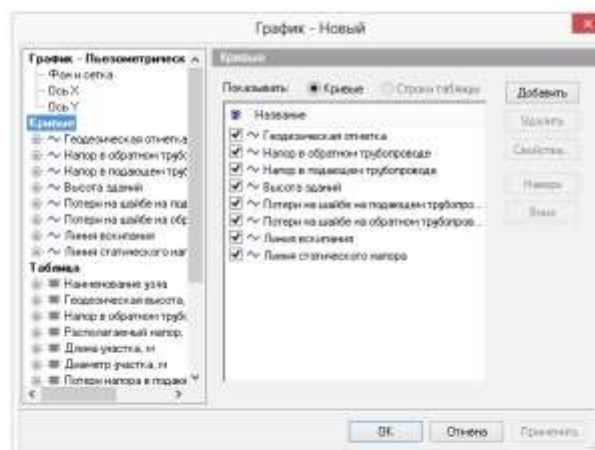 График - Новый
График - Пьезометрическ
Фон и сетка
Ось X
Ось Y
Кривые
Геодезическая отметка
Напор в обратном трубс
Напор в подающем труб
Высота зданий
Потери на шайбе на под
Потери на шайбе на обр
Линия вскипания
Линия статического нап
Таблица
Наименование узла
Геодезическая высота,
Напор в обратном трубс
Располагаемый напор,
Длина участка, м
Диаметр участка, м
Потери напора в подаю
Кривые
Показывать:
Кривые
Строки таблицы
Название
Геодезическая отметка
Напор в обратном трубопроводе
Напор в подающем трубопроводе
Высота зданий
Потери на шайбе на подающем трубопро...
Потери на шайбе на обратном трубопров...
Линия вскипания
Линия статического напора
Добавить
Удалить
Свойства...
Наверх
Вниз
OK
Отмена
Применить